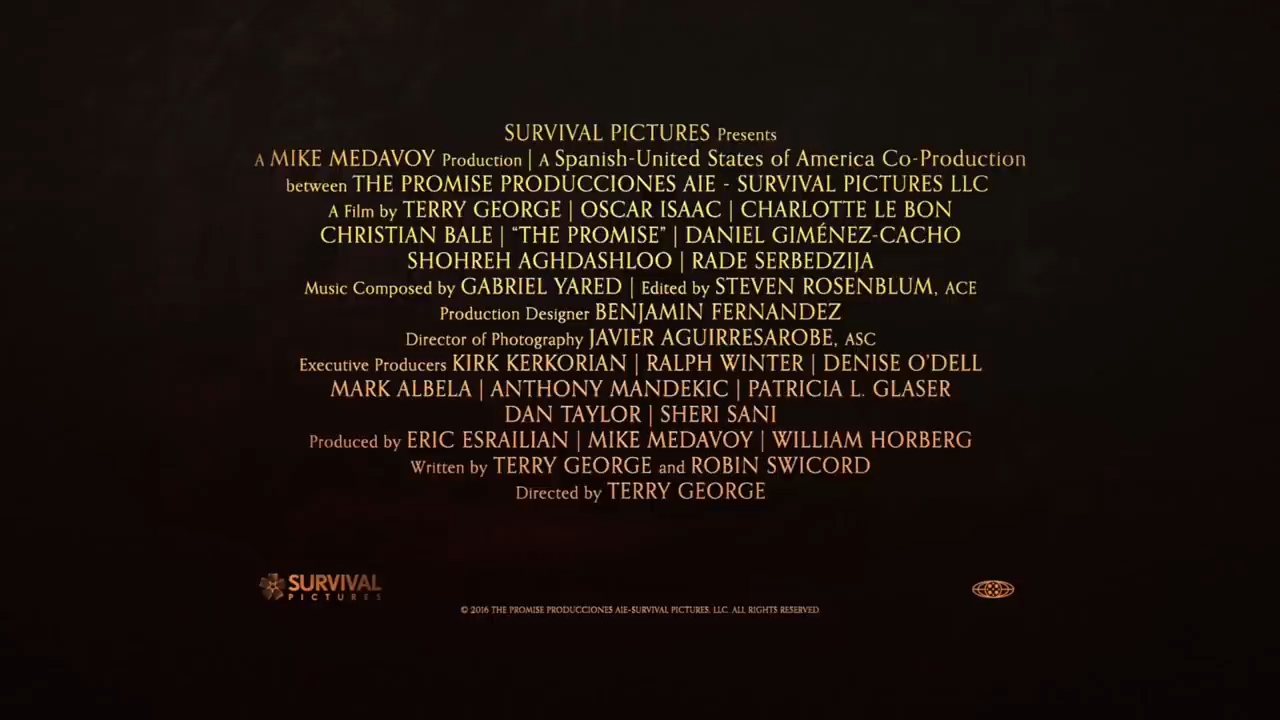 SURVIVAL PICTURES Presents
A MIKE MEDAVOY Production | A Spanish-United States of America Co-Production
between THE PROMISE PRODUCCIONES AIE - SURVIVAL PICTURES LLC
A Film by TERRY GEORGE | OSCAR ISAAC | CHARLOTTE LE BON
CHRISTIAN BALE | “THE PROMISE” | DANIEL GIMÉNEZ-CACHO
SHOHREH AGHDASHLOO | RADE SERBEDZIJA
Music Composed by GABRIEL YARED | Edited by STEVEN ROSENBLUM, ACE
Production Designer BENJAMIN FERNANDEZ
Director of Photography JAVIER AGUIRRESAROBE, ASC
Executive Producers KIRK KERKORIAN | RALPH WINTER | DENISE O’DELL
MARK ALBELA | ANTHONY MANDEKIC | PATRICIA L. GLASER
DAN TAYLOR | SHERI SANI
Produced by ERIC ESRAILIAN | MIKE MEDAVOY | WILLIAM HORBERG
Written by TERRY GEORGE and ROBIN SWICORD
Directed by TERRY GEORGE
SURVIVAL
PICTURES
© 2016 THE PROMISE PRODUCCIONES AIE-SURVIVAL PICTURES, LLC. ALL RIGHTS RESERVED